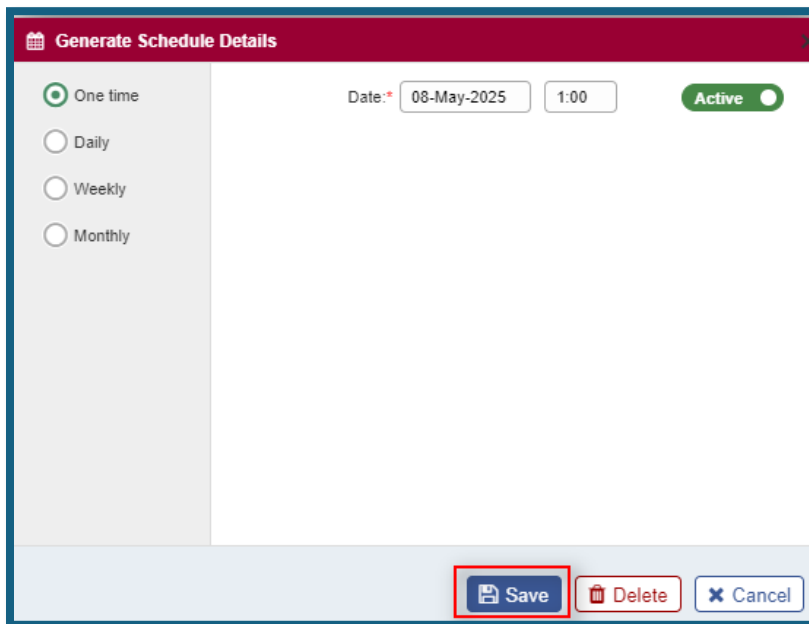 Generate Schedule Details
One time
Date:* 08-May-2025 1:00 Active
Daily
Weekly
Monthly
Save Delete Cancel